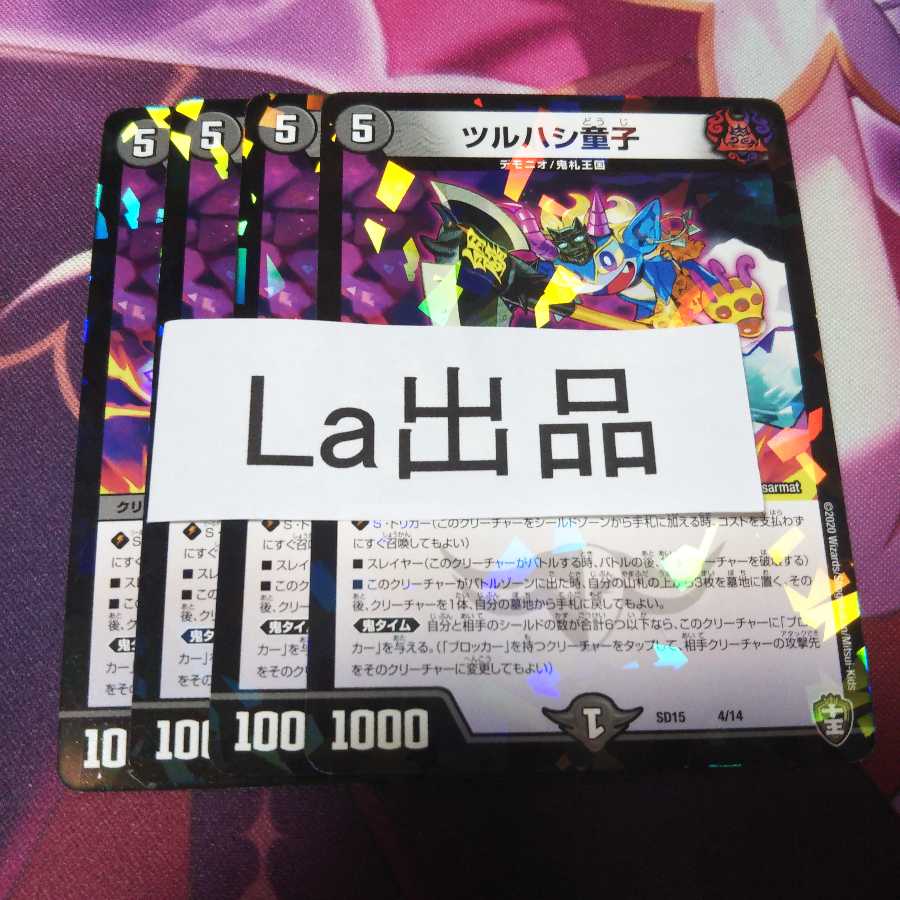 5
5
5
5
どうじ
ツルハシ童子
デモニオ/鬼札王国
La出品
sarmat
クリ
S・トリガー(このクリーチャーをシールドゾーンから手札に加える時、コストを支払わず
にすぐ召喚してもよい)
■スレイヤー(このクリーチャーがバトルする時、バトルの後、相手クリーチャーを破壊する)
■このクリーチャーがバトルゾーンに出た時、自分の山札の上から3枚を墓地に置く。その
後、クリーチャーを1体、自分の墓地から手札に戻してもよい。
鬼タイム 自分と相手のシールドの数が合計6つ以下なら、このクリーチャーに「ブロッ
カー」を与える。(「ブロッカー」を持つクリーチャーをタップして、相手クリーチャーの攻撃先
をそのクリーチャーに変更してもよい)
©2020 Wizards/Shog
n/Mitsui-Kids
10
100
100
1000
1
SD15 4/14
十王